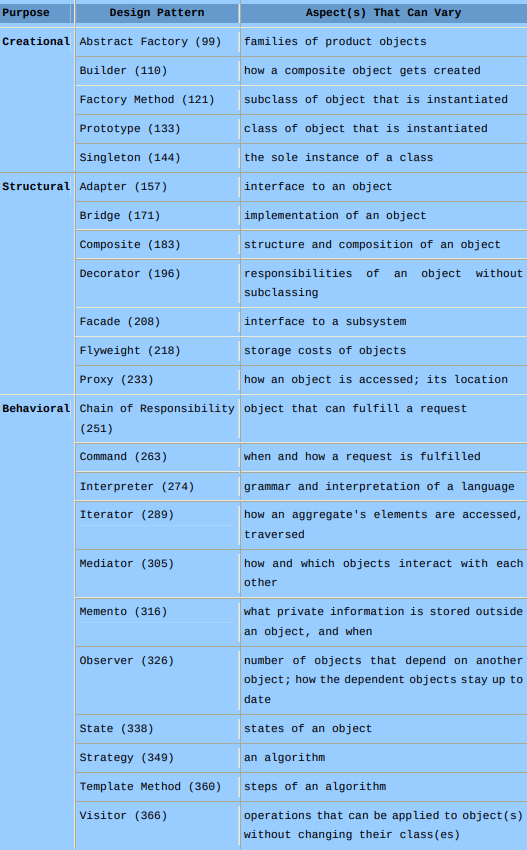 Purpose Design Pattern Aspect(s) That Can Vary
Creational Abstract Factory (99) families of product objects
Builder (110) how a composite object gets created
Factory Method (121) subclass of object that is instantiated
Prototype (133) class of object that is instantiated
Singleton (144) the sole instance of a class
Structural Adapter (157) interface to an object
Bridge (171) implementation of an object
Composite (183) structure and composition of an object
Decorator (196) responsibilities of an object without
subclassing
Facade (208) interface to a subsystem
Flyweight (218) storage costs of objects
Proxy (233) how an object is accessed; its location
Behavioral Chain of Responsibility object that can fulfill a request
(251)
Command (263) when and how a request is fulfilled
Interpreter (274) grammar and interpretation of a language
Iterator (289) how an aggregate's elements are accessed,
traversed
Mediator (305) how and which objects interact with each
other
Memento (316) what private information is stored outside
an object, and when
Observer (326) number of objects that depend on another
object; how the dependent objects stay up to
date
State (338) states of an object
Strategy (349) an algorithm
Template Method (360) steps of an algorithm
Visitor (366) operations that can be applied to object(s)
without changing their class(es)